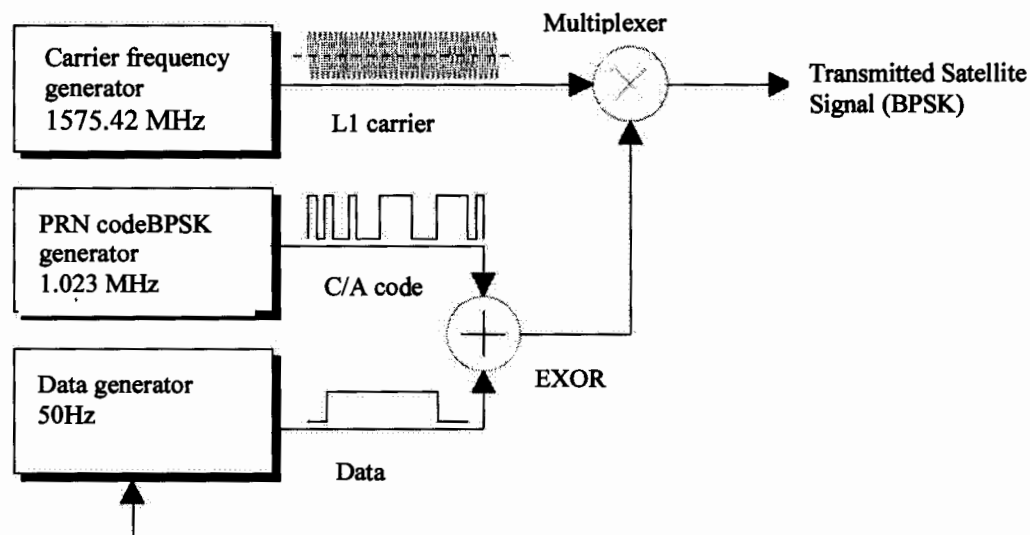 Multiplexer
Carrier frequency
generator
1575.42 MHz
L1 carrier
Transmitted Satellite
Signal (BPSK)
PRN codeBPSK
generator
1.023 MHz
C/A code
EXOR
Data generator
50Hz
Data